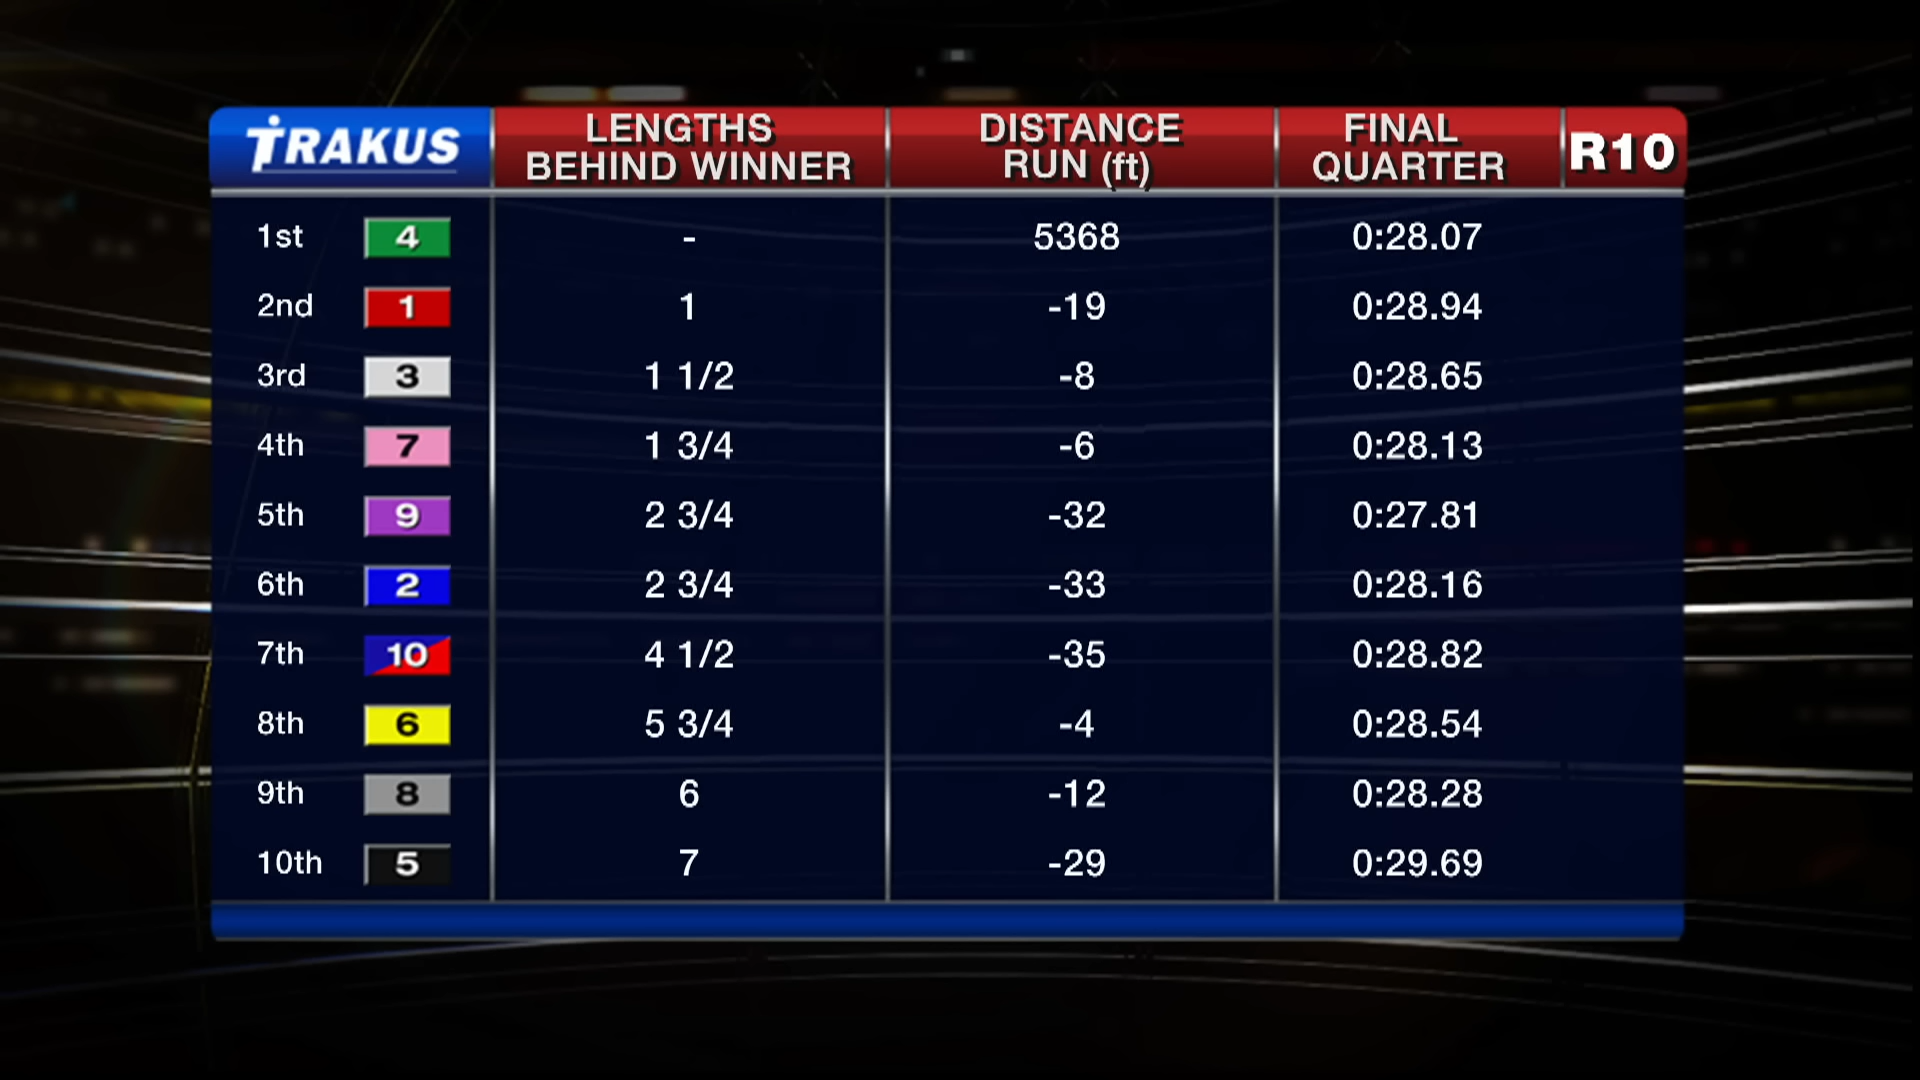 TRAKUS LENGTHS BEHIND WINNER DISTANCE RUN (ft) FINAL QUARTER R10
1st 4 - 5368 0:28.07
2nd 1 1 -19 0:28.94
3rd 3 1 1/2 -8 0:28.65
4th 7 1 3/4 -6 0:28.13
5th 9 2 3/4 -32 0:27.81
6th 2 2 3/4 -33 0:28.16
7th 10 4 1/2 -35 0:28.82
8th 6 5 3/4 -4 0:28.54
9th 8 6 -12 0:28.28
10th 5 7 -29 0:29.69